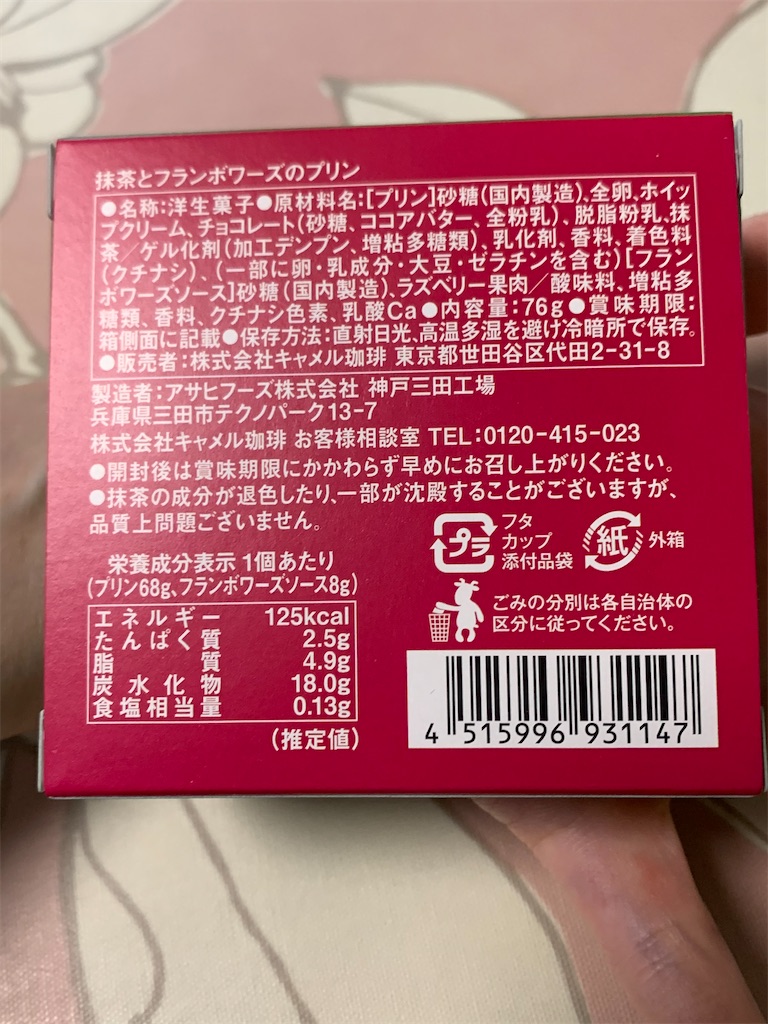 抹茶とフランボワーズのプリン
●名称:洋生菓子●原材料名:[プリン]砂糖(国内製造)、全卵、ホイッ
プクリーム、チョコレート(砂糖、ココアバター、全粉乳)、脱脂粉乳、抹
茶/ゲル化剤(加工デンプン、増粘多糖類)、乳化剤、香料、着色料
(クチナシ)、(一部に卵・乳成分・大豆・ゼラチンを含む)[フラン
ボワーズソース]砂糖(国内製造)、ラズベリー果肉/酸味料、増粘多
糖類、香料、クチナシ色素、乳酸Ca●内容量:76g●賞味期限:
箱側面に記載●保存方法:直射日光、高温多湿を避け冷暗所で保存。
●販売者:株式会社キャメル珈琲 東京都世田谷区代田2-31-8
製造者:アサヒフーズ株式会社 神戸三田工場
兵庫県三田市テクノパーク13-7
株式会社キャメル珈琲 お客様相談室 TEL:0120-415-023
●開封後は賞味期限にかかわらず早めにお召し上がりください。
●抹茶の成分が退色したり、一部が沈殿することがございますが、
品質上問題ございません。
プラ
フタ
カップ
添付品袋
紙
外箱
ごみの分別は各自治体の
区分に従ってください。
栄養成分表示 1個あたり
(プリン68g、フランボワーズソース8g)
エネルギー 125kcal
たんぱく質 2.5g
脂質 4.9g
炭水化物 18.0g
食塩相当量 0.13g
(推定値)
4 515996 931147